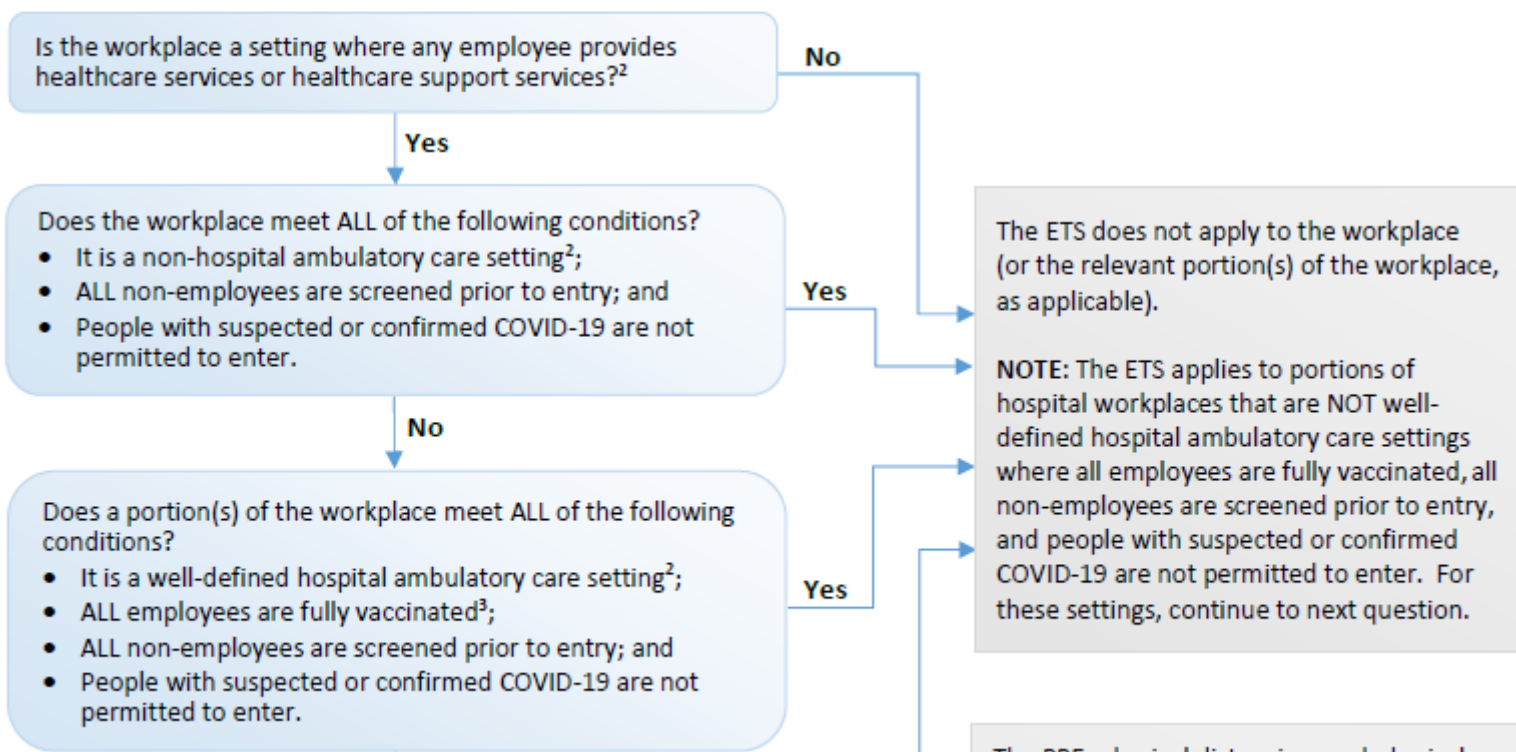 Is the workplace a setting where any employee provides
healthcare services or healthcare support services?²
No
Yes
Does the workplace meet ALL of the following conditions?
• It is a non-hospital ambulatory care setting²;
• ALL non-employees are screened prior to entry; and
• People with suspected or confirmed COVID-19 are not
permitted to enter.
Yes
No
Does a portion(s) of the workplace meet ALL of the following
conditions?
• It is a well-defined hospital ambulatory care setting²;
• ALL employees are fully vaccinated³;
• ALL non-employees are screened prior to entry; and
• People with suspected or confirmed COVID-19 are not
permitted to enter.
Yes
The ETS does not apply to the workplace
(or the relevant portion(s) of the workplace,
as applicable).
NOTE: The ETS applies to portions of
hospital workplaces that are NOT well-
defined hospital ambulatory care settings
where all employees are fully vaccinated, all
non-employees are screened prior to entry,
and people with suspected or confirmed
COVID-19 are not permitted to enter. For
these settings, continue to next question.